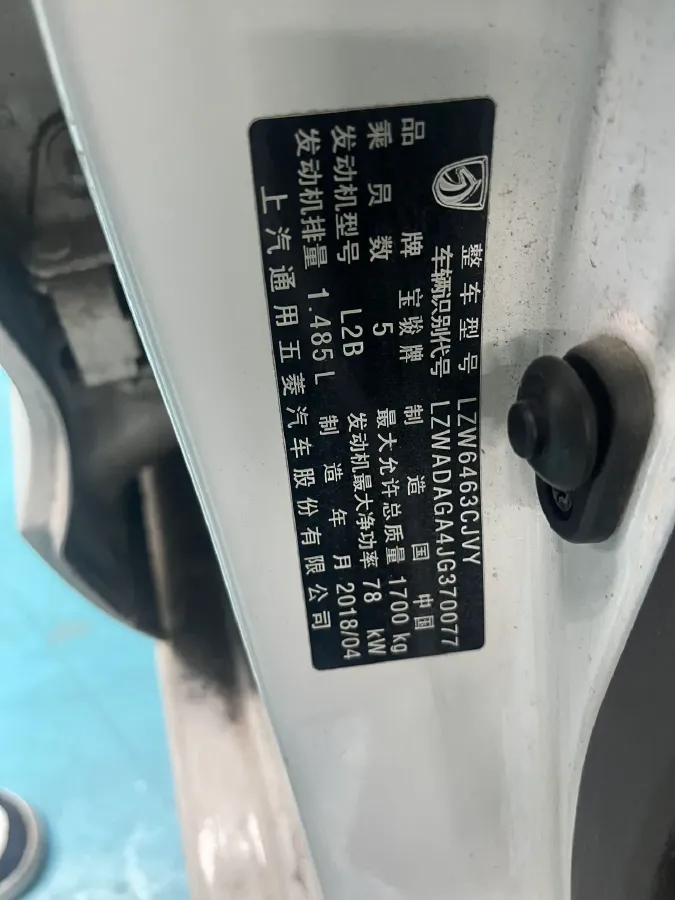 整车型号 LZW6463CJVY
车辆识别代号 LZWADAGA4JG370077
品牌 宝骏牌 制造国 中国
乘员数 5 最大允许总质量 1700 kg
发动机型号 L2B 发动机最大净功率 78 kW
发动机排量 1.485 L 制造年月 2018/04
上汽通用五菱汽车股份有限公司